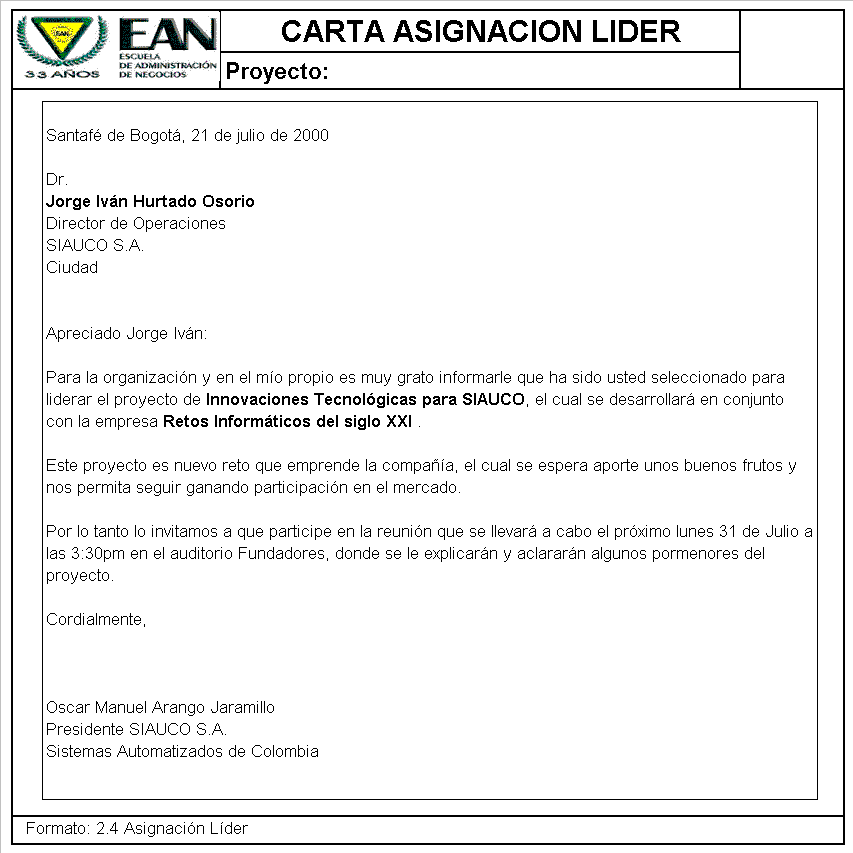 EAN
ESCUELA
DE ADMINISTRACIÓN
DE NEGOCIOS
33 AÑOS
CARTA ASIGNACION LIDER
Proyecto:
Santafé de Bogotá, 21 de julio de 2000
Dr.
Jorge Iván Hurtado Osorio
Director de Operaciones
SIAUCO S.A.
Ciudad
Apreciado Jorge Iván:
Para la organización y en el mío propio es muy grato informarle que ha sido usted seleccionado para
liderar el proyecto de Innovaciones Tecnológicas para SIAUCO, el cual se desarrollará en conjunto
con la empresa Retos Informáticos del siglo XXI .
Este proyecto es nuevo reto que emprende la compañía, el cual se espera aporte unos buenos frutos y
nos permita seguir ganando participación en el mercado.
Por lo tanto lo invitamos a que participe en la reunión que se llevará a cabo el próximo lunes 31 de Julio a
las 3:30pm en el auditorio Fundadores, donde se le explicarán y aclararán algunos pormenores del
proyecto.
Cordialmente,
Oscar Manuel Arango Jaramillo
Presidente SIAUCO S.A.
Sistemas Automatizados de Colombia
Formato: 2.4 Asignación Líder